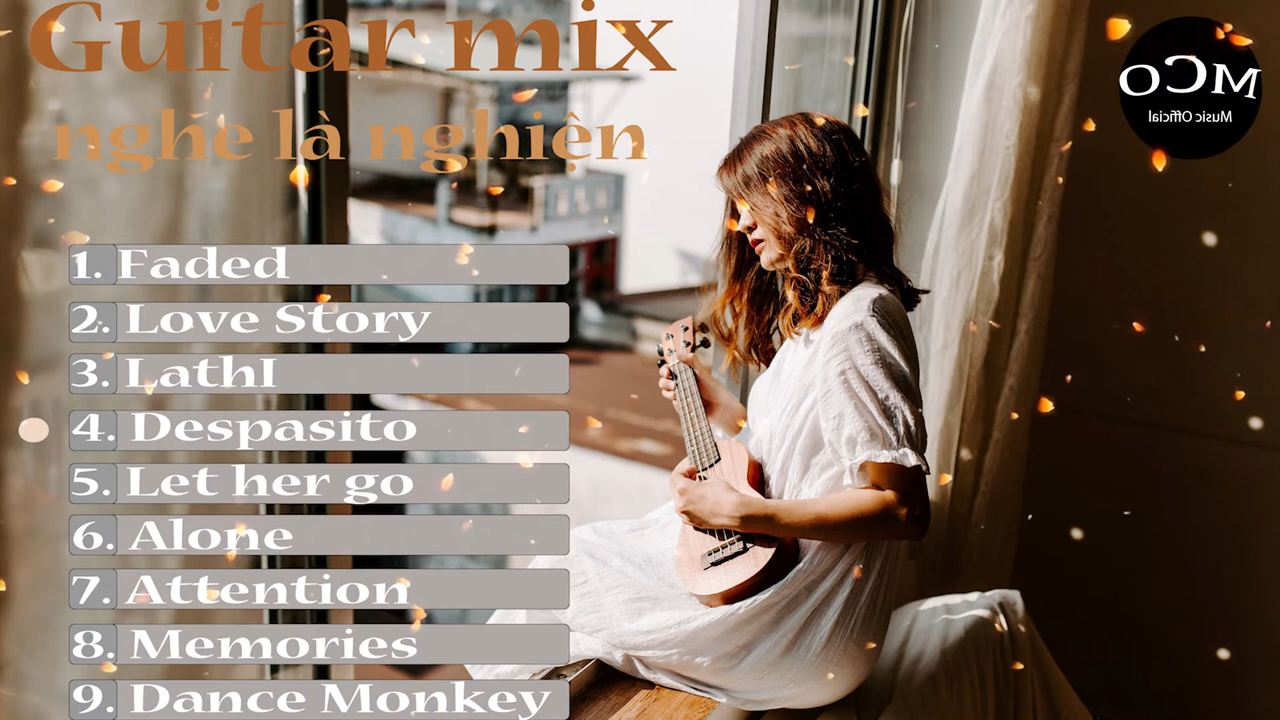 Guitar mix
nghe là nghiện
MCO
Music Official
1. Faded
2. Love Story
3. LathI
4. Despasito
5. Let her go
6. Alone
7. Attention
8. Memories
9. Dance Monkey